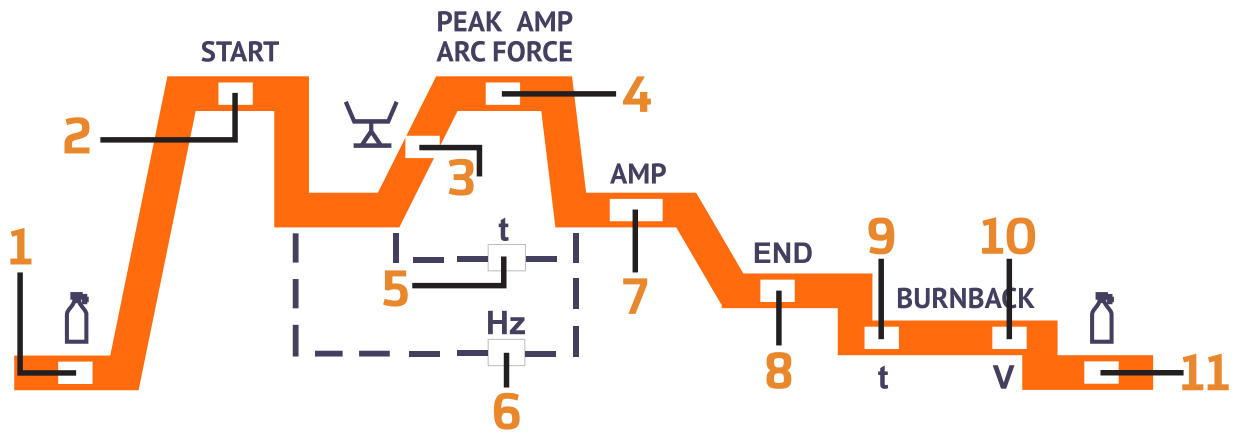 PEAK AMP
START
ARC FORCE
4
2
3
AMP
t
1
9
10
END
5
7
BURNBACK
Hz
8
t
V
11
6